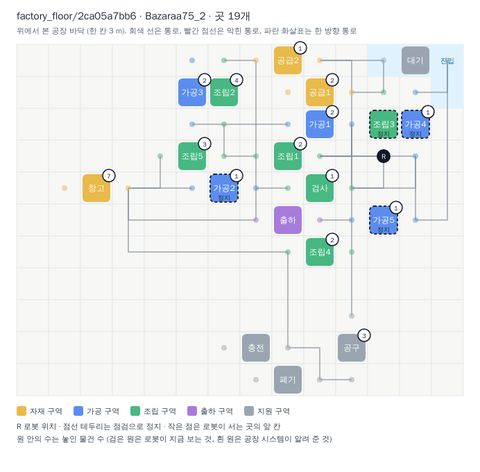 factory_floor/2ca05a7bb6 · Bazaraa75_2 · 곳 19개
위에서 본 공장 바닥 (한 칸 3 m). 회색 선은 통로, 빨간 점선은 막힌 통로, 파란 화살표는 한 방향 통로
공급2 1
대기
진입
가공3 2
조립2 4
공급1 2
가공1 2
조립3
정지
가공4 1
정지
조립5 3
조립1 2
R
창고 7
가공2 1
정지
검사 1
출하
가공5 1
정지
조립4 2
충전
공구 3
폐기
자재 구역
가공 구역
조립 구역
출하 구역
지원 구역
R 로봇 위치 · 점선 테두리는 점검으로 정지 · 작은 점은 로봇이 서는 곳의 앞 칸
원 안의 수는 놓인 물건 수 (검은 원은 로봇이 지금 보는 것, 흰 원은 공장 시스템이 알려 준 것)